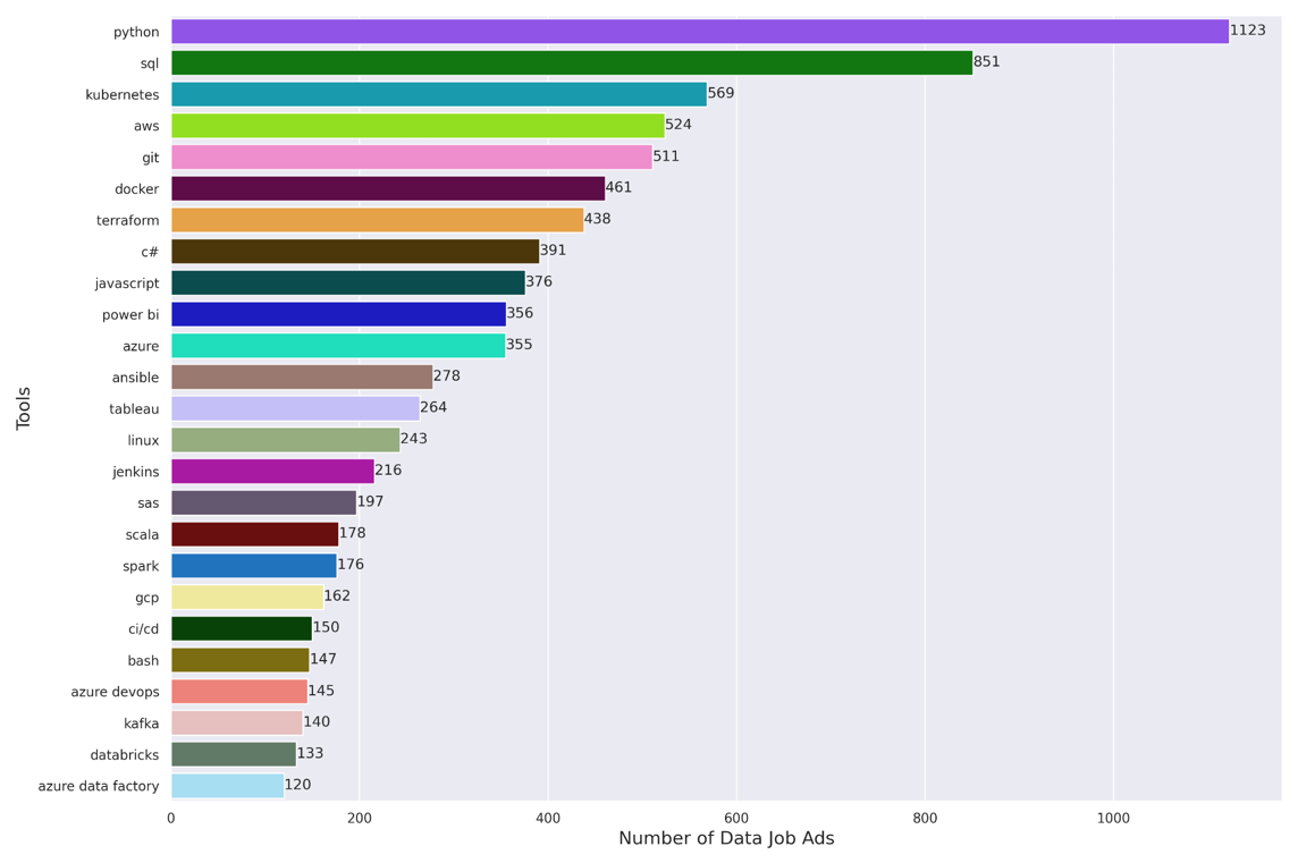 python 1123
sql 851
kubernetes 569
aws 524
git 511
docker 461
terraform 438
c# 391
javascript 376
power bi 356
azure 355
ansible 278
tableau 264
linux 243
jenkins 216
sas 197
scala 178
spark 176
gcp 162
ci/cd 150
bash 147
azure devops 145
kafka 140
databricks 133
azure data factory 120
Tools
0 200 400 600 800 1000
Number of Data Job Ads